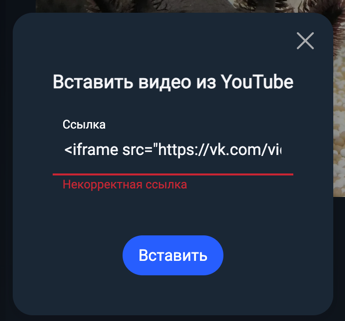 Вставить видео из YouTube
Ссылка
<iframe src="https://vk.com/vi
Некорректная ссылка
Вставить